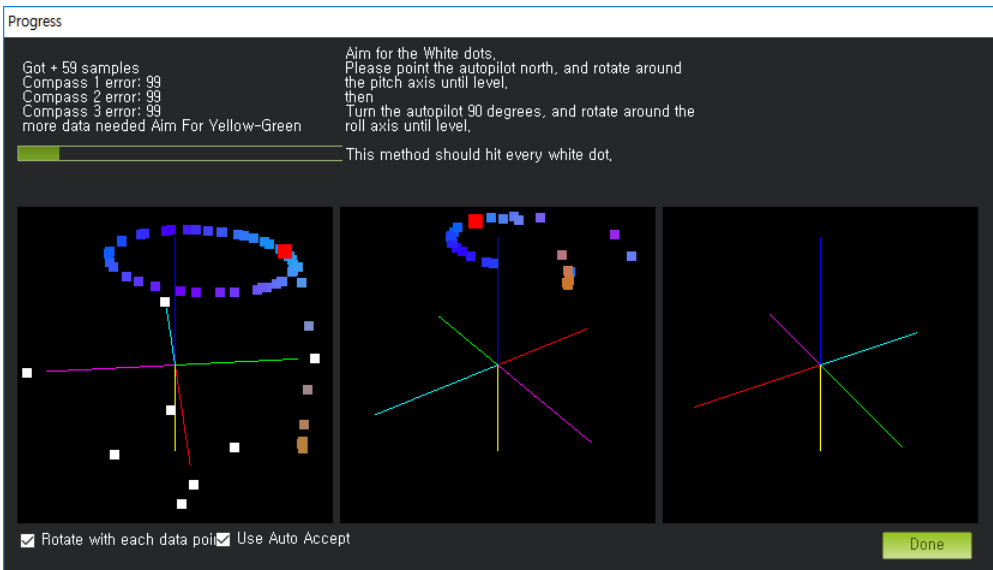 Progress
Got + 59 samples
Compass 1 error: 99
Compass 2 error: 99
Compass 3 error: 99
more data needed Aim For Yellow-Green
Aim for the White dots,
Please point the autopilot north, and rotate around
the pitch axis until level,
then
Turn the autopilot 90 degrees, and rotate around the
roll axis until level,
This method should hit every white dot,
Rotate with each data poin
Use Auto Accept
Done